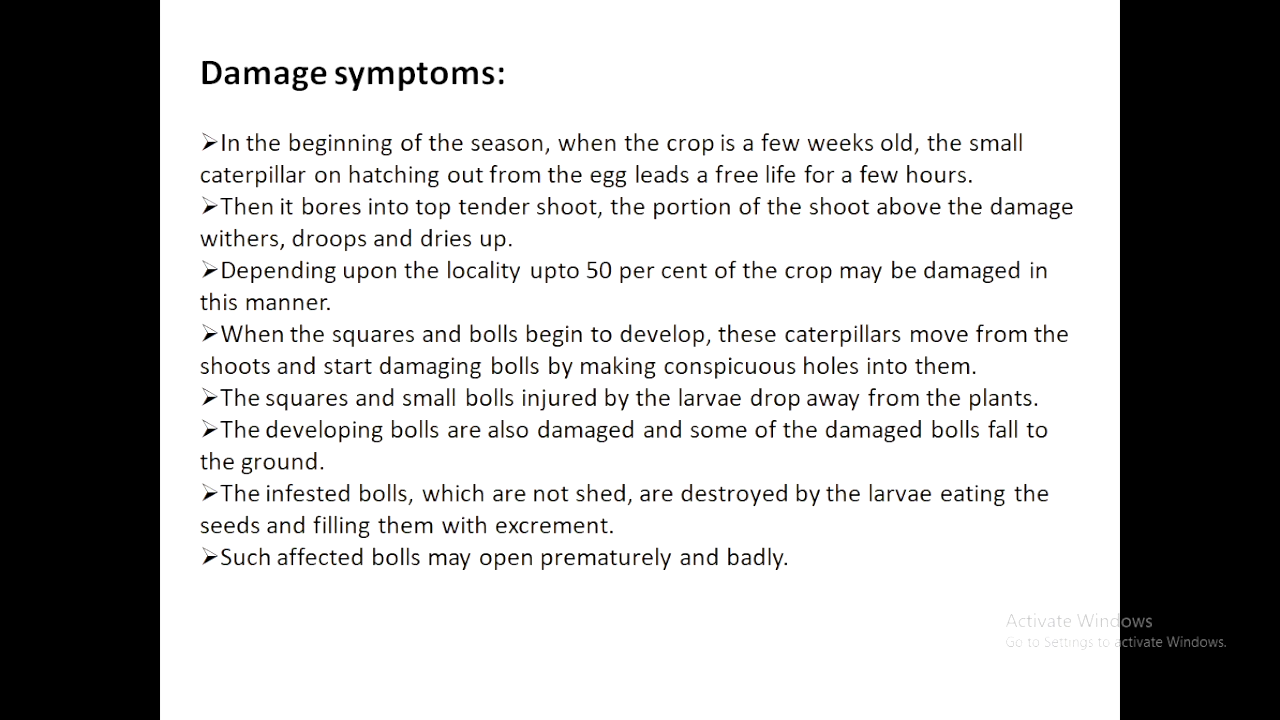 Damage symptoms:
➢In the beginning of the season, when the crop is a few weeks old, the small
caterpillar on hatching out from the egg leads a free life for a few hours.
➢Then it bores into top tender shoot, the portion of the shoot above the damage
withers, droops and dries up.
➢Depending upon the locality upto 50 per cent of the crop may be damaged in
this manner.
➢When the squares and bolls begin to develop, these caterpillars move from the
shoots and start damaging bolls by making conspicuous holes into them.
➢The squares and small bolls injured by the larvae drop away from the plants.
➢The developing bolls are also damaged and some of the damaged bolls fall to
the ground.
➢The infested bolls, which are not shed, are destroyed by the larvae eating the
seeds and filling them with excrement.
➢Such affected bolls may open prematurely and badly.
Activate Windows
Go to Settings to activate Windows.